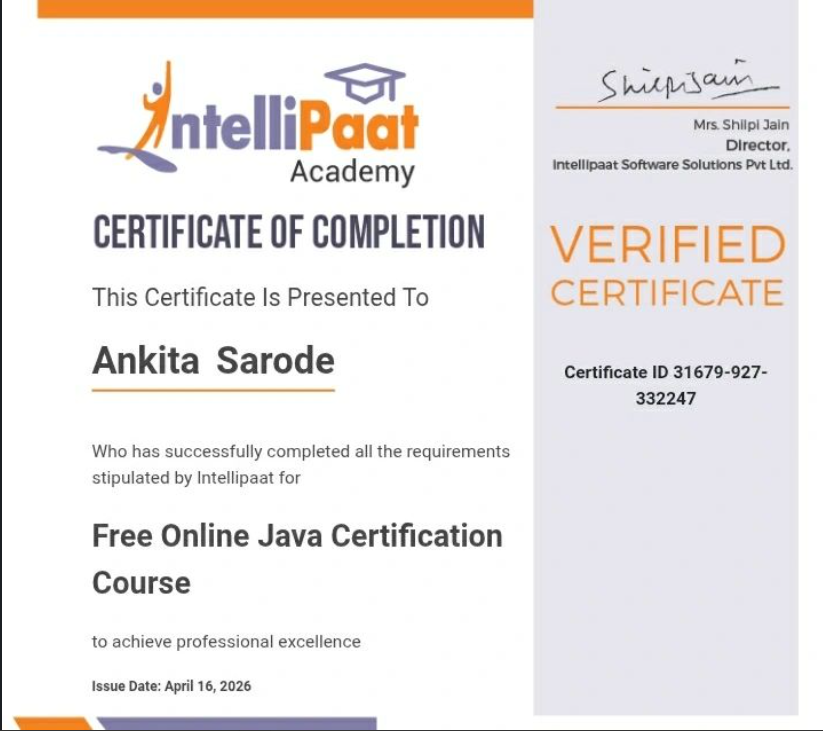 IntelliPaat
Academy
CERTIFICATE OF COMPLETION
This Certificate Is Presented To
Ankita Sarode
Who has successfully completed all the requirements
stipulated by Intellipaat for
Free Online Java Certification
Course
to achieve professional excellence
Issue Date: April 16, 2026
Shilpi Jain
Mrs. Shilpi Jain
Director,
Intellipaat Software Solutions Pvt Ltd.
VERIFIED
CERTIFICATE
Certificate ID 31679-927-
332247